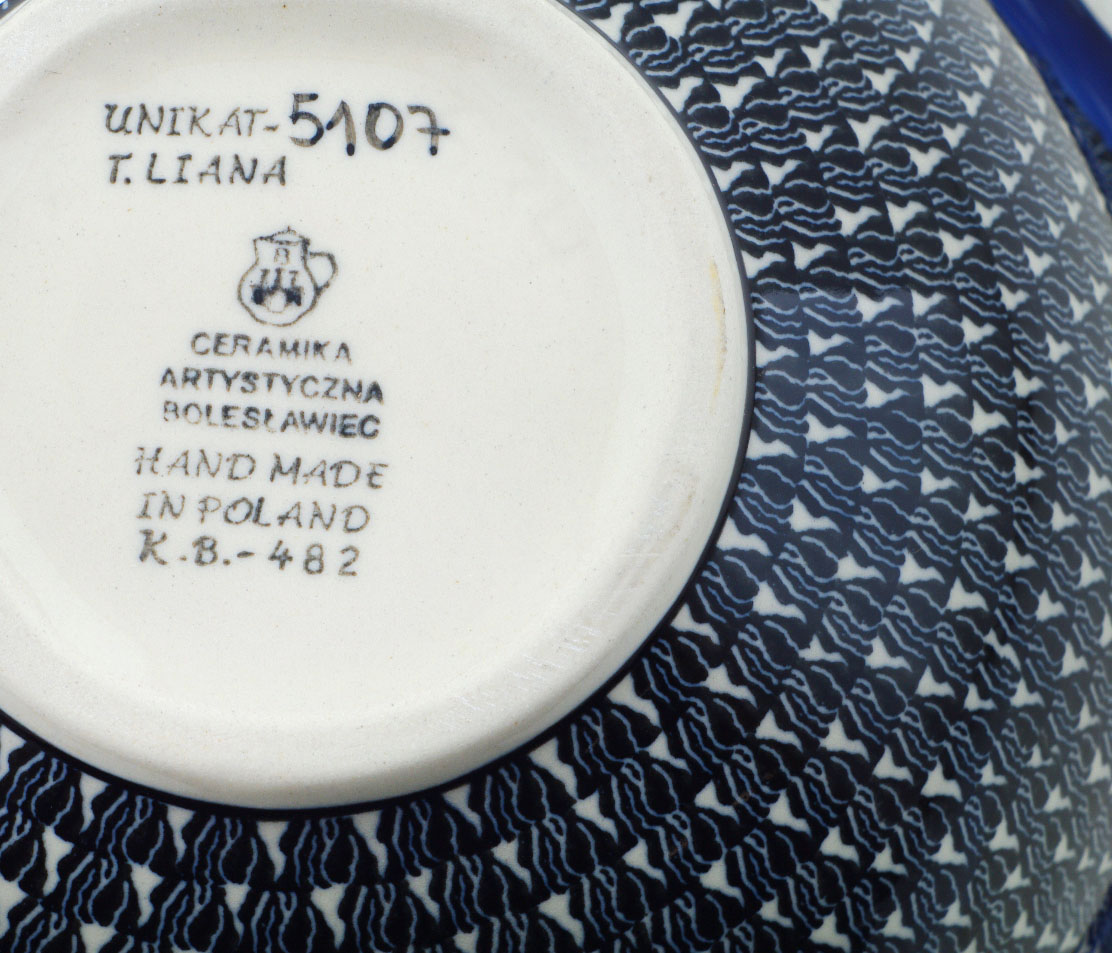 UNIKAT-5107
T. LIANA
CERAMIKA
ARTYSTYCZNA
BOLESŁAWIEC
HAND MADE
IN POLAND
K.B.-482